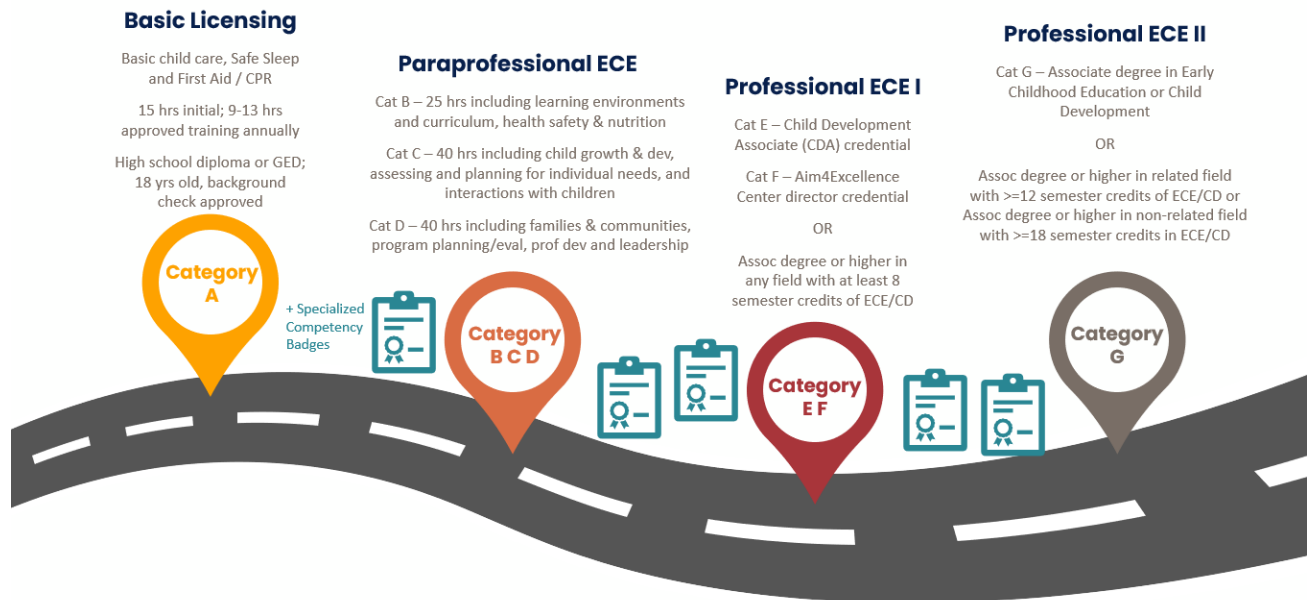 Basic Licensing
Basic child care, Safe Sleep
and First Aid / CPR
15 hrs initial; 9-13 hrs
approved training annually
High school diploma or GED;
18 yrs old, background
check approved
Category
A
+ Specialized
Competency
Badges
Paraprofessional ECE
Cat B – 25 hrs including learning environments
and curriculum, health safety & nutrition
Cat C – 40 hrs including child growth & dev,
assessing and planning for individual needs, and
interactions with children
Cat D – 40 hrs including families & communities,
program planning/eval, prof dev and leadership
Category
B C D
Professional ECE I
Cat E – Child Development
Associate (CDA) credential
Cat F – Aim4Excellence
Center director credential
OR
Assoc degree or higher in
any field with at least 8
semester credits of ECE/CD
Category
E F
Professional ECE II
Cat G – Associate degree in Early
Childhood Education or Child
Development
OR
Assoc degree or higher in related field
with >=12 semester credits of ECE/CD or
Assoc degree or higher in non-related field
with >=18 semester credits in ECE/CD
Category
G